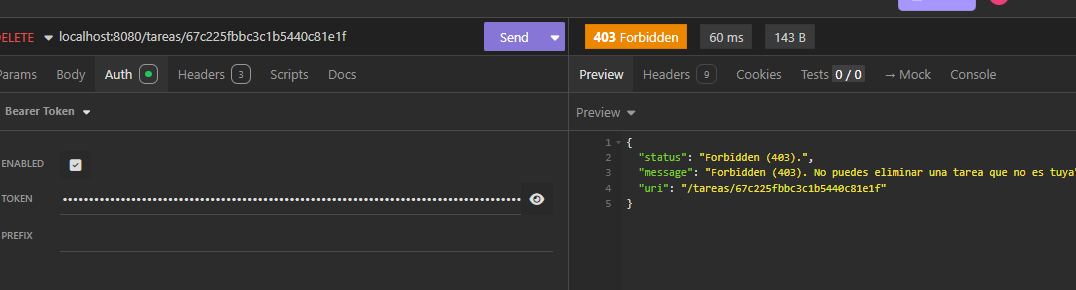 DELETE localhost:8080/tareas/67c225fbbc3c1b5440c81e1f Send 403 Forbidden 60 ms 143 B
Params Body Auth Headers 3 Scripts Docs Preview Headers 9 Cookies Tests 0 / 0 → Mock Console
Bearer Token Preview
ENABLED
TOKEN
PREFIX
1 {
2 "status": "Forbidden (403).",
3 "message": "Forbidden (403). No puedes eliminar una tarea que no es tuya"
4 "uri": "/tareas/67c225fbbc3c1b5440c81e1f"
5 }